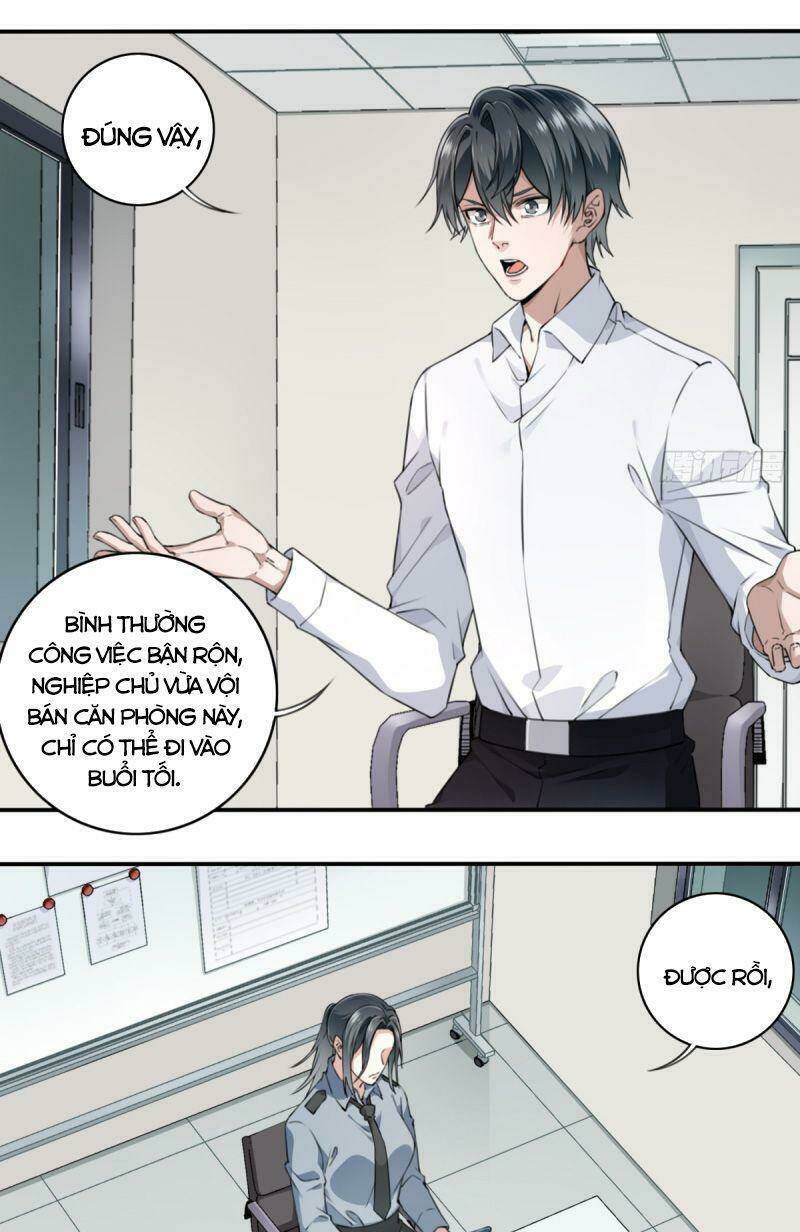 ĐÚNG VẬY,
BÌNH THƯỜNG
CÔNG VIỆC BẬN RỘN,
NGHIỆP CHỦ VỪA VỘI
BÁN CĂN PHÒNG NÀY,
CHỈ CÓ THỂ ĐI VÀO
BUỔI TỐI.
ĐƯỢC RỒI,